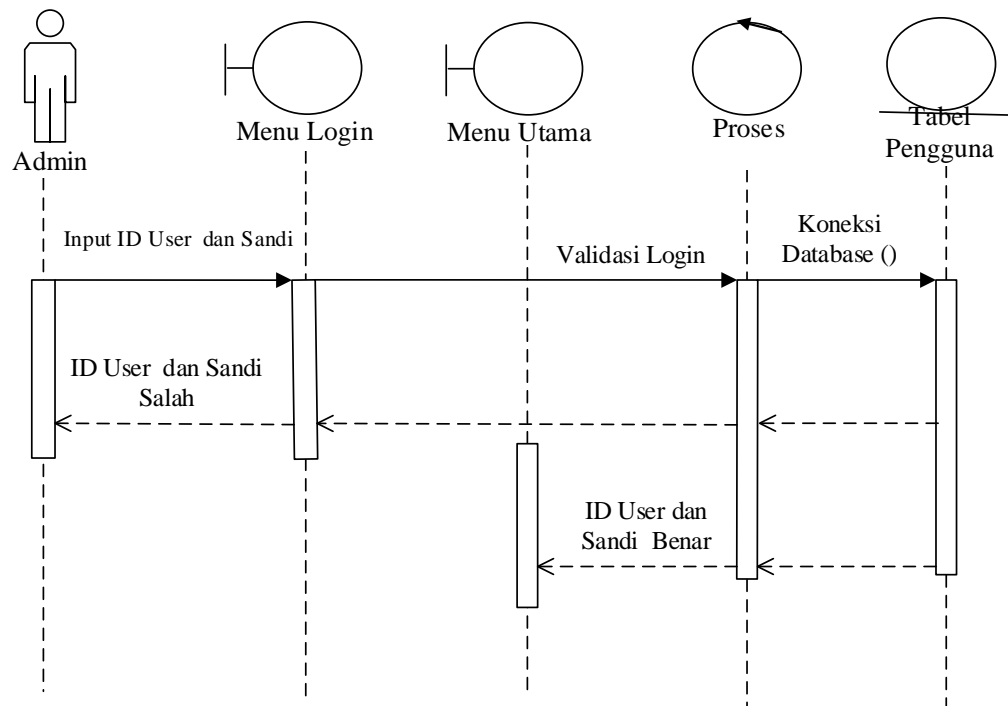 Admin
Menu Login
Menu Utama
Proses
Tabel
Pengguna
Input ID User dan Sandi
Validasi Login
Koneksi
Database ()
ID User dan Sandi
Salah
ID User dan
Sandi Benar